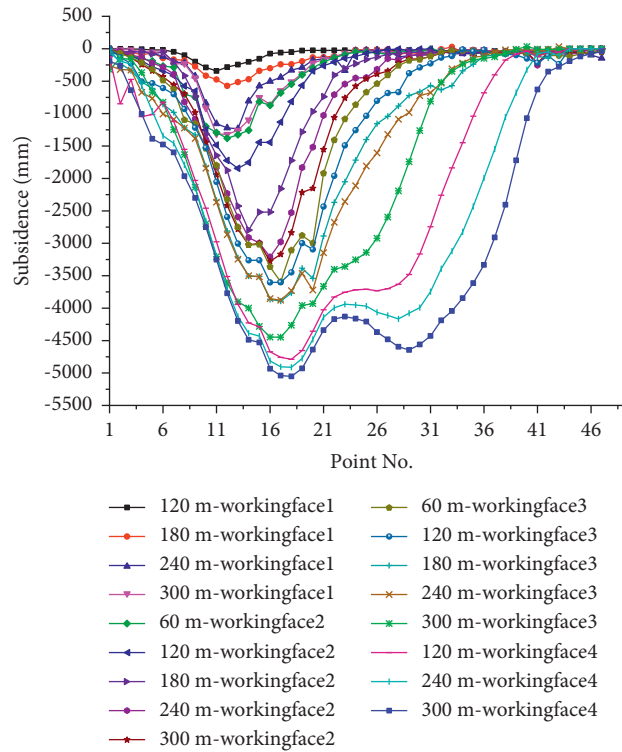 500
0
-500
-1000
-1500
-2000
-2500
-3000
-3500
-4000
-4500
-5000
-5500
Subsidence (mm)
1 6 11 16 21 26 31 36 41 46
Point No.
120 m-workingface1
180 m-workingface1
240 m-workingface1
300 m-workingface1
60 m-workingface2
120 m-workingface2
180 m-workingface2
240 m-workingface2
300 m-workingface2
60 m-workingface3
120 m-workingface3
180 m-workingface3
240 m-workingface3
300 m-workingface3
120 m-workingface4
240 m-workingface4
300 m-workingface4